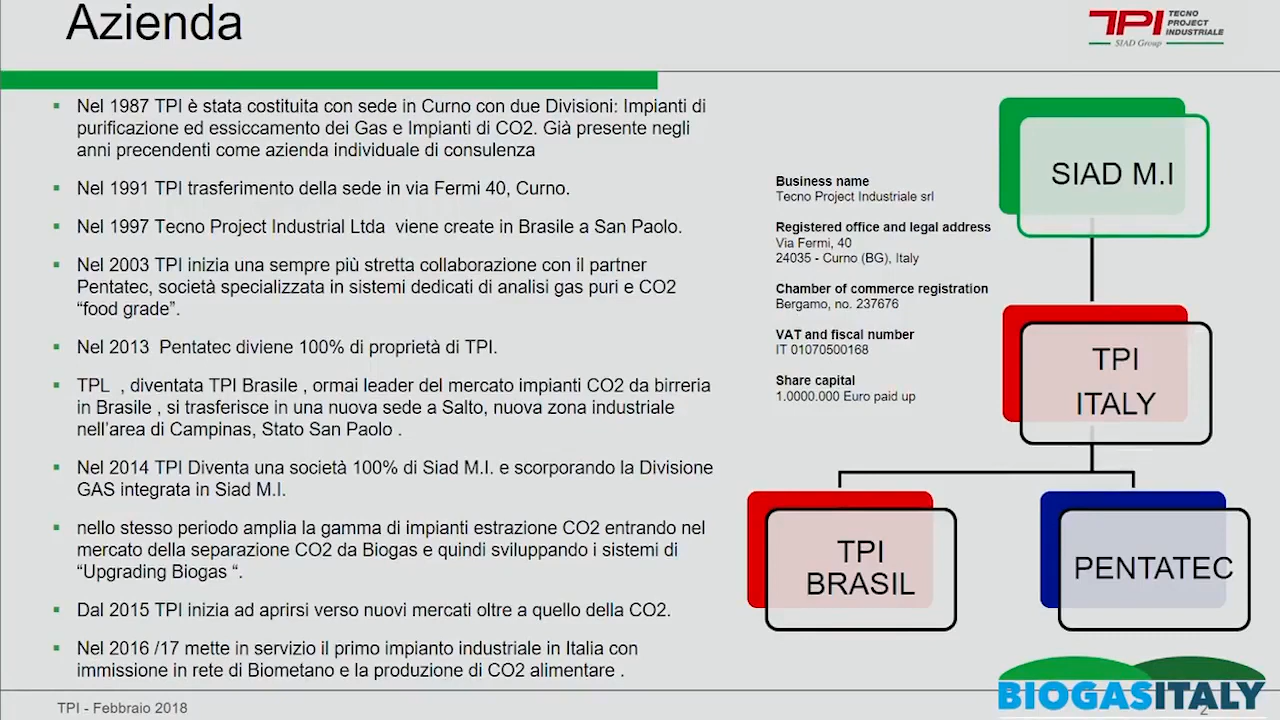 Azienda
TPI TECNO
PROJECT
INDUSTRIALE
SIAD Group
▪ Nel 1987 TPI è stata costituita con sede in Curno con due Divisioni: Impianti di
purificazione ed essiccamento dei Gas e Impianti di CO2. Già presente negli
anni precendenti come azienda individuale di consulenza
▪ Nel 1991 TPI trasferimento della sede in via Fermi 40, Curno.
▪ Nel 1997 Tecno Project Industrial Ltda viene create in Brasile a San Paolo.
▪ Nel 2003 TPI inizia una sempre più stretta collaborazione con il partner
Pentatec, società specializzata in sistemi dedicati di analisi gas puri e CO2
“food grade”.
▪ Nel 2013 Pentatec diviene 100% di proprietà di TPI.
▪ TPL , diventata TPI Brasile , ormai leader del mercato impianti CO2 da birreria
in Brasile , si trasferisce in una nuova sede a Salto, nuova zona industriale
nell’area di Campinas, Stato San Paolo .
▪ Nel 2014 TPI Diventa una società 100% di Siad M.I. e scorporando la Divisione
GAS integrata in Siad M.I.
▪ nello stesso periodo amplia la gamma di impianti estrazione CO2 entrando nel
mercato della separazione CO2 da Biogas e quindi sviluppando i sistemi di
“Upgrading Biogas “.
▪ Dal 2015 TPI inizia ad aprirsi verso nuovi mercati oltre a quello della CO2.
▪ Nel 2016 /17 mette in servizio il primo impianto industriale in Italia con
immissione in rete di Biometano e la produzione di CO2 alimentare .
Business name
Tecno Project Industriale srl
Registered office and legal address
Via Fermi, 40
24035 - Curno (BG), Italy
Chamber of commerce registration
Bergamo, no. 237676
VAT and fiscal number
IT 01070500168
Share capital
1.0000.000 Euro paid up
SIAD M.I
TPI
ITALY
TPI
BRASIL
PENTATEC
TPI - Febbraio 2018
BIOGASITALY
2